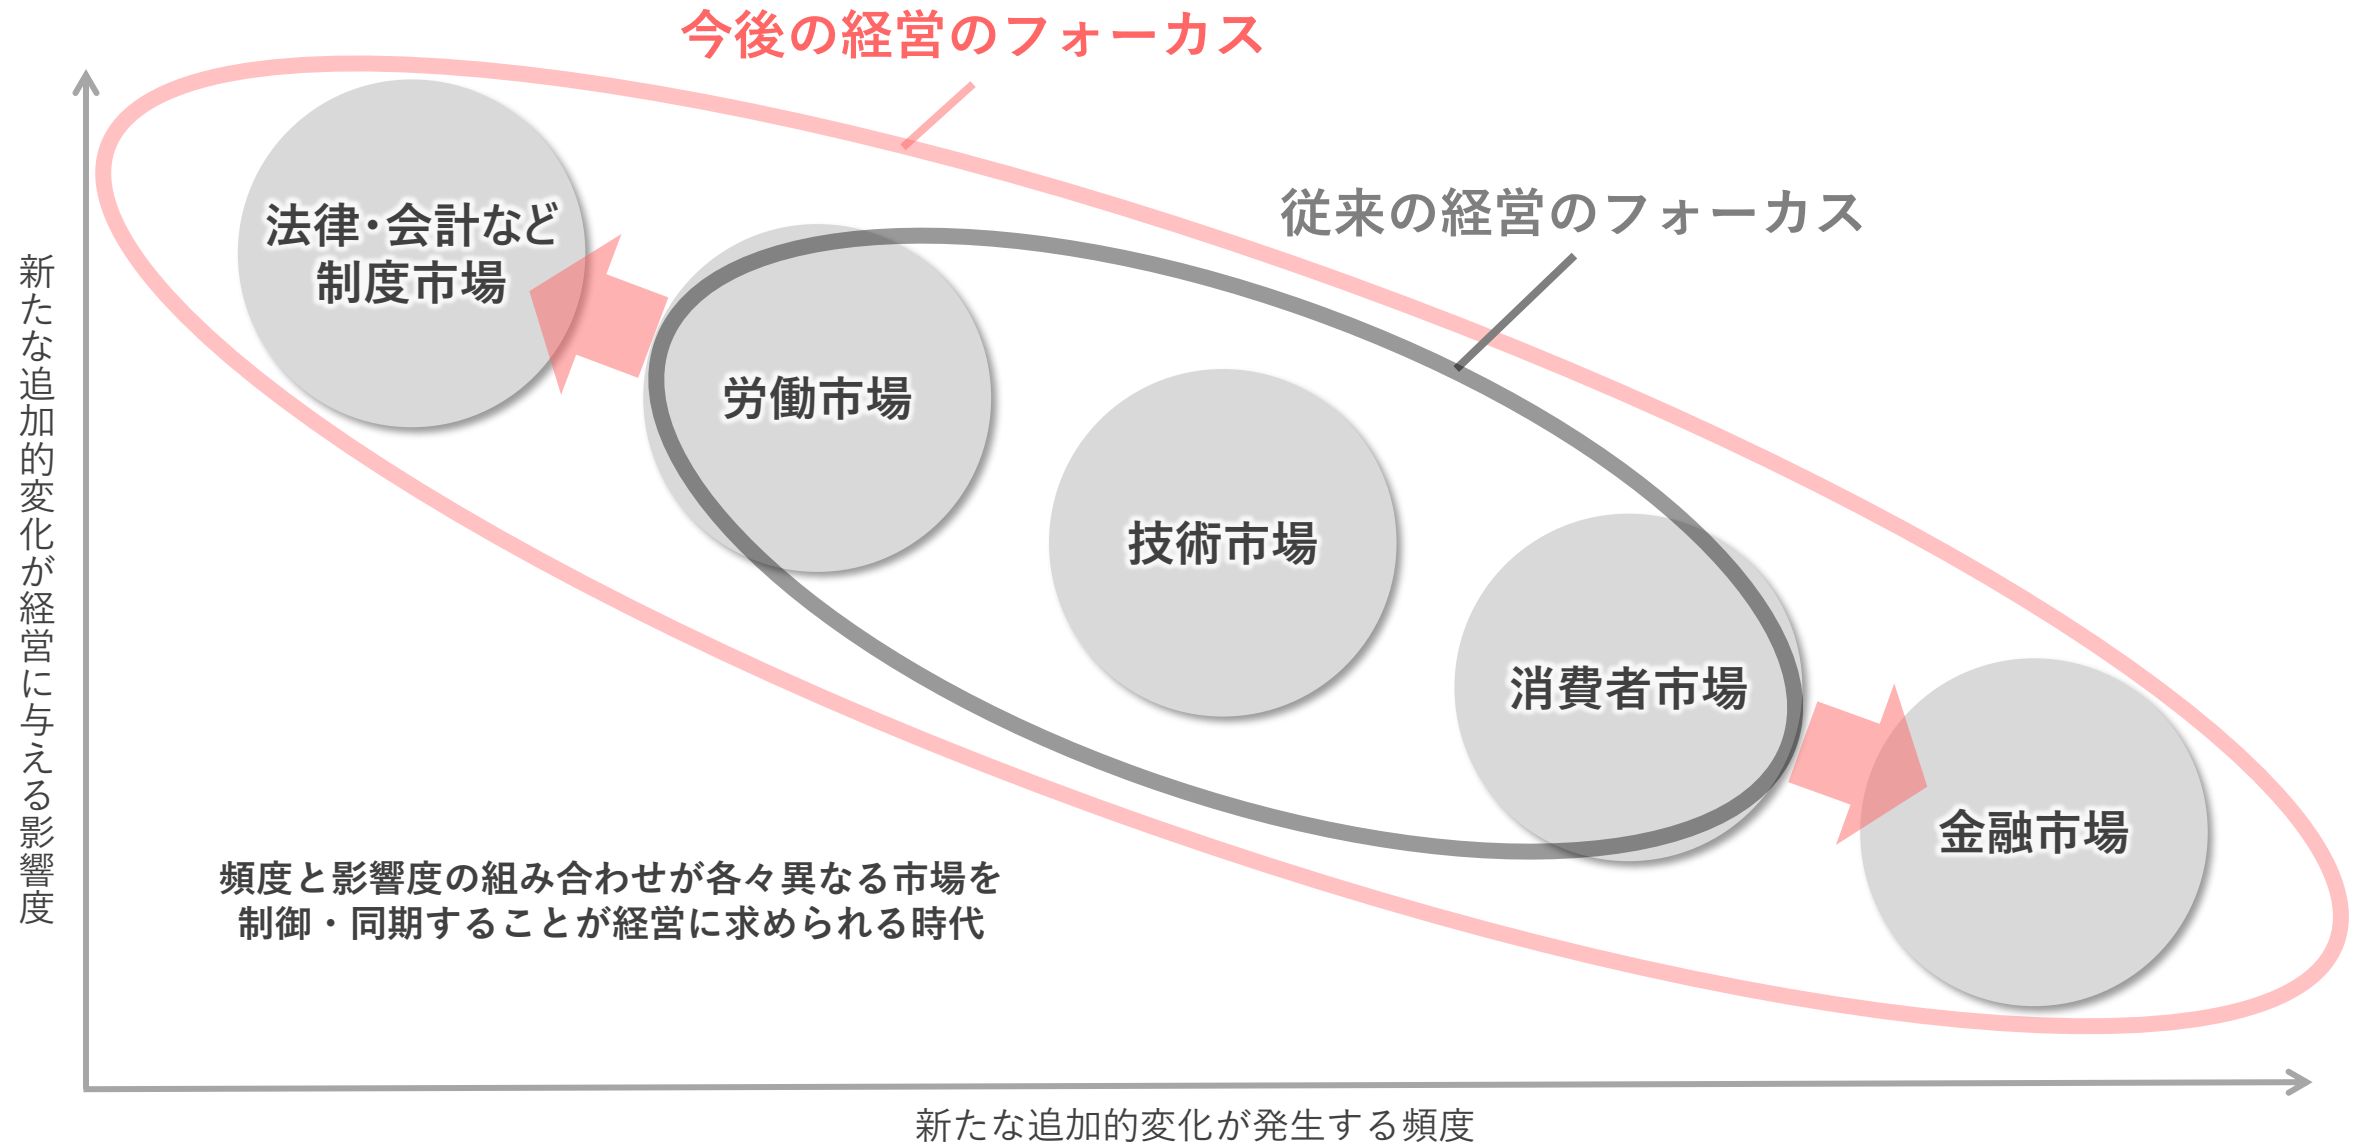 今後の経営のフォーカス
従来の経営のフォーカス
法律・会計など
制度市場
労働市場
技術市場
消費者市場
金融市場
新たな追加的変化が経営に与える影響度
頻度と影響度の組み合わせが各々異なる市場を
制御・同期することが経営に求められる時代
新たな追加的変化が発生する頻度